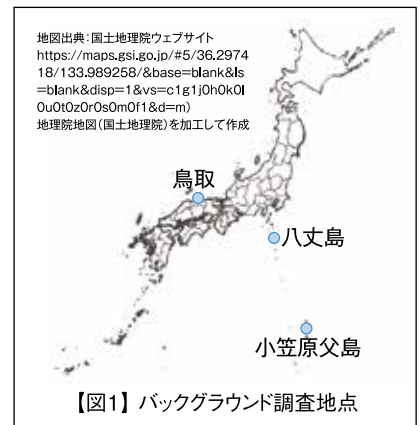 地図出典：国土地理院ウェブサイト
https://maps.gsi.go.jp/#5/36.2974
18/133.989258/&base=blank&ls
=blank&disp=1&vs=c1g1j0h0k0l
0u0t0z0r0s0m0f1&d=m）
地理院地図（国土地理院）を加工して作成
鳥取
八丈島
小笠原父島
【図1】 バックグラウンド調査地点